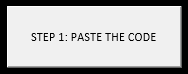 STEP 1: PASTE THE CODE